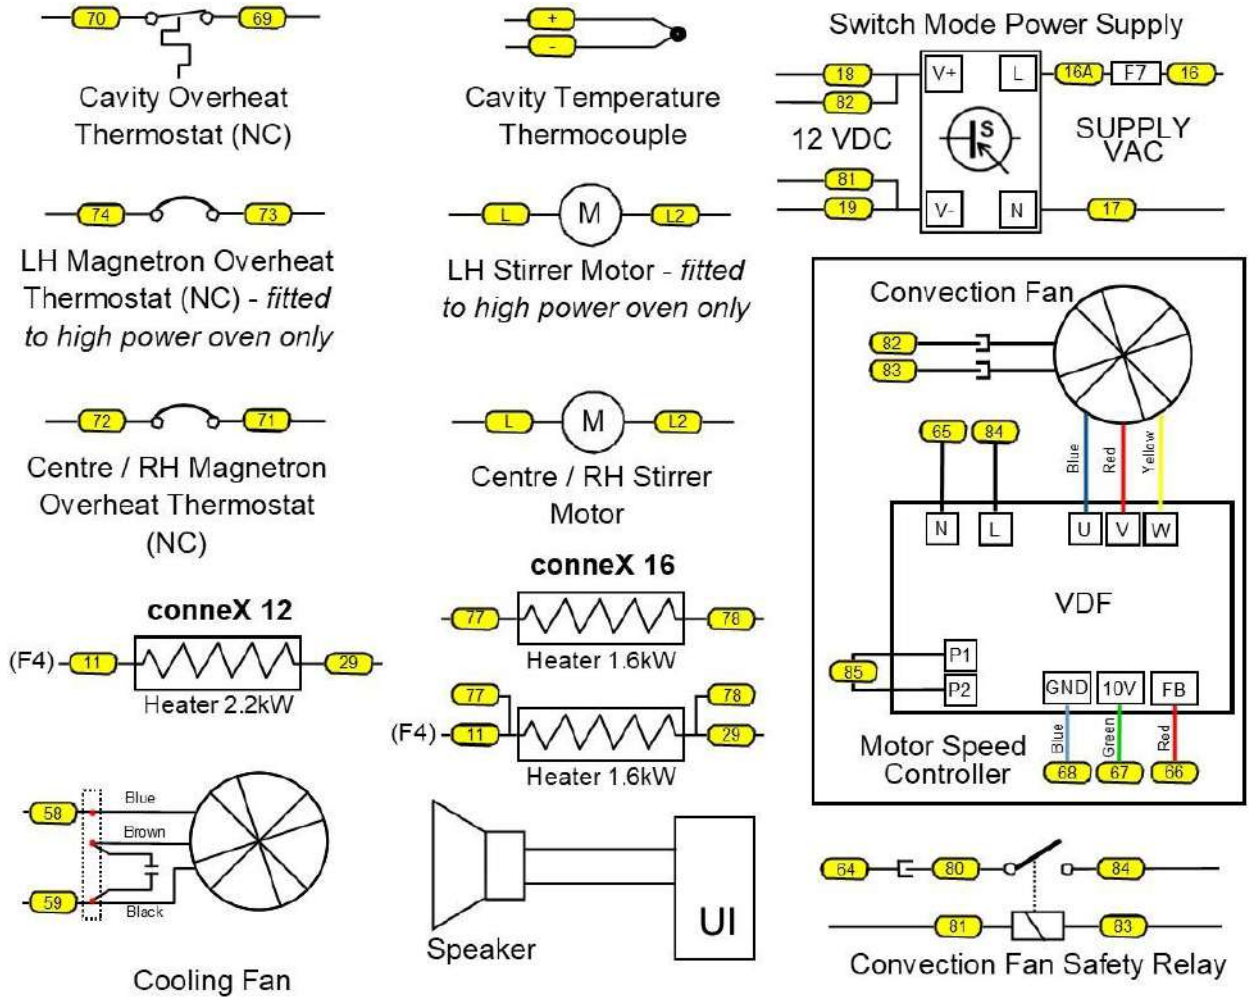 70 69
Cavity Overheat
Thermostat (NC)
+
-
Cavity Temperature
Thermocouple
Switch Mode Power Supply
18 V+ L 16A F7 16
82
12 VDC
S
SUPPLY
VAC
81
19 V- N 17
74 73
LH Magnetron Overheat
Thermostat (NC) - fitted
to high power oven only
L M L2
LH Stirrer Motor - fitted
to high power oven only
72 71
Centre / RH Magnetron
Overheat Thermostat
(NC)
L M L2
Centre / RH Stirrer
Motor
Convection Fan
82
83
65 84
Blue Red Yellow
N L U V W
VDF
85
P1
P2
GND 10V FB
Blue Green Red
68 67 66
Motor Speed
Controller
conneX 12
(F4) 11 29
Heater 2.2kW
conneX 16
77 78
Heater 1.6kW
77 78
(F4) 11 29
Heater 1.6kW
58 Blue
Brown
59 Black
Cooling Fan
UI
Speaker
64 80 84
81 83
Convection Fan Safety Relay